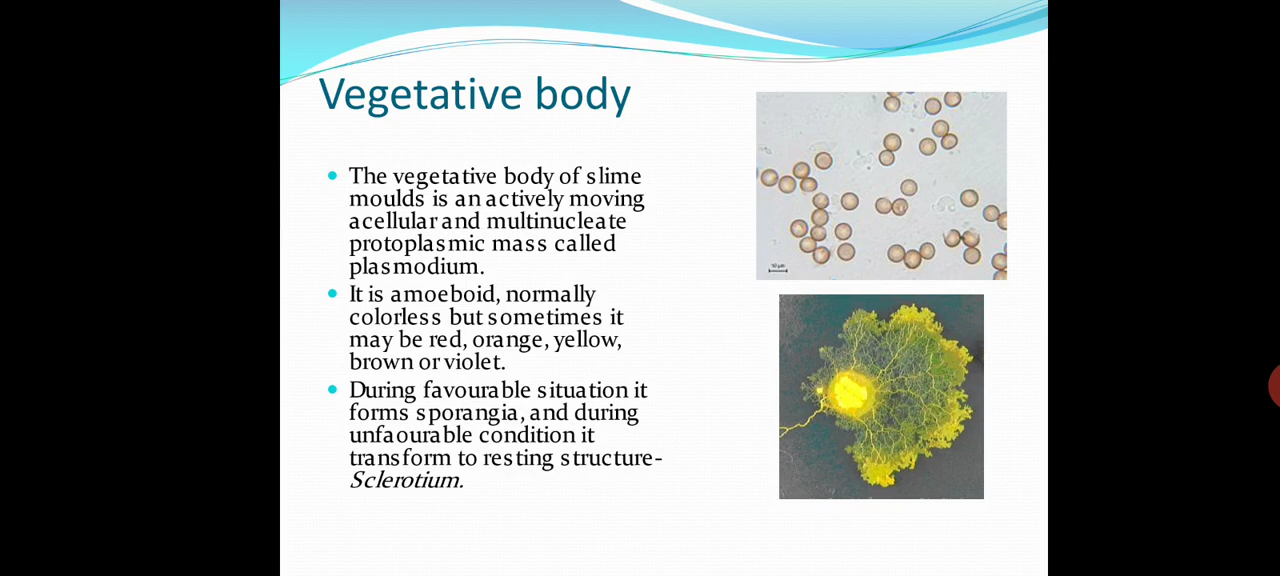 Vegetative body
The vegetative body of slime
moulds is an actively moving
acellular and multinucleate
protoplasmic mass called
plasmodium.
It is amoeboid, normally
colorless but sometimes it
may be red, orange, yellow,
brown or violet.
During favourable situation it
forms sporangia, and during
unfaourable condition it
transform to resting structure-
Sclerotium.
10 µm